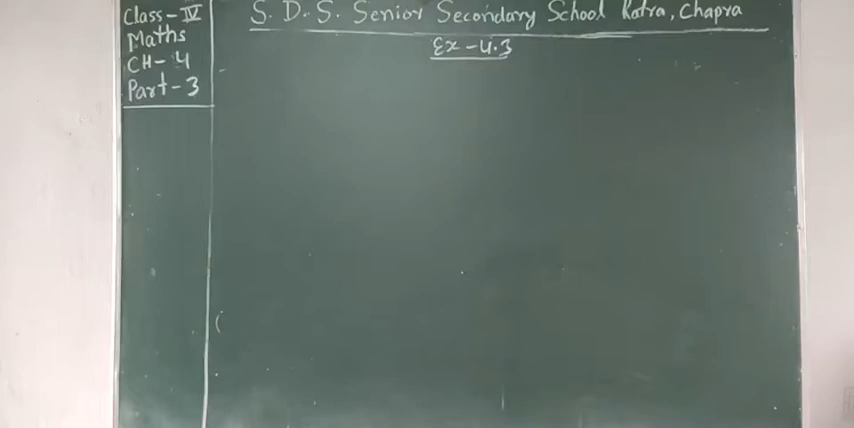 Class - IV
Maths
CH - 4
Part - 3
S. D. S. Senior Secondary School Katra, Chapra
Ex - 4.3